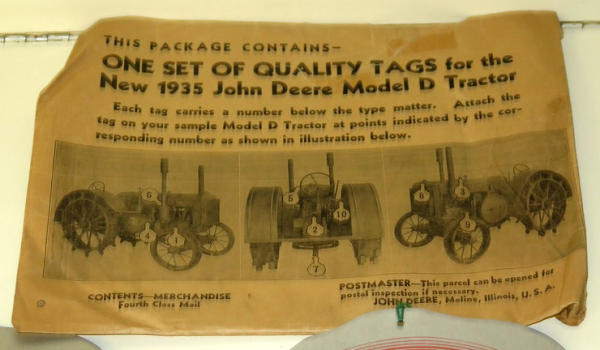 THIS PACKAGE CONTAINS—
ONE SET OF QUALITY TAGS for the
New 1935 John Deere Model D Tractor
Each tag carries a number below the type matter. Attach the
tag on your sample Model D Tractor at points indicated by the cor-
responding number as shown in illustration below.
6
4
1
5
10
2
7
8
3
9
CONTENTS—MERCHANDISE
Fourth Class Mail
POSTMASTER—This parcel can be opened for
postal inspection if necessary.
JOHN DEERE, Moline, Illinois, U. S. A.